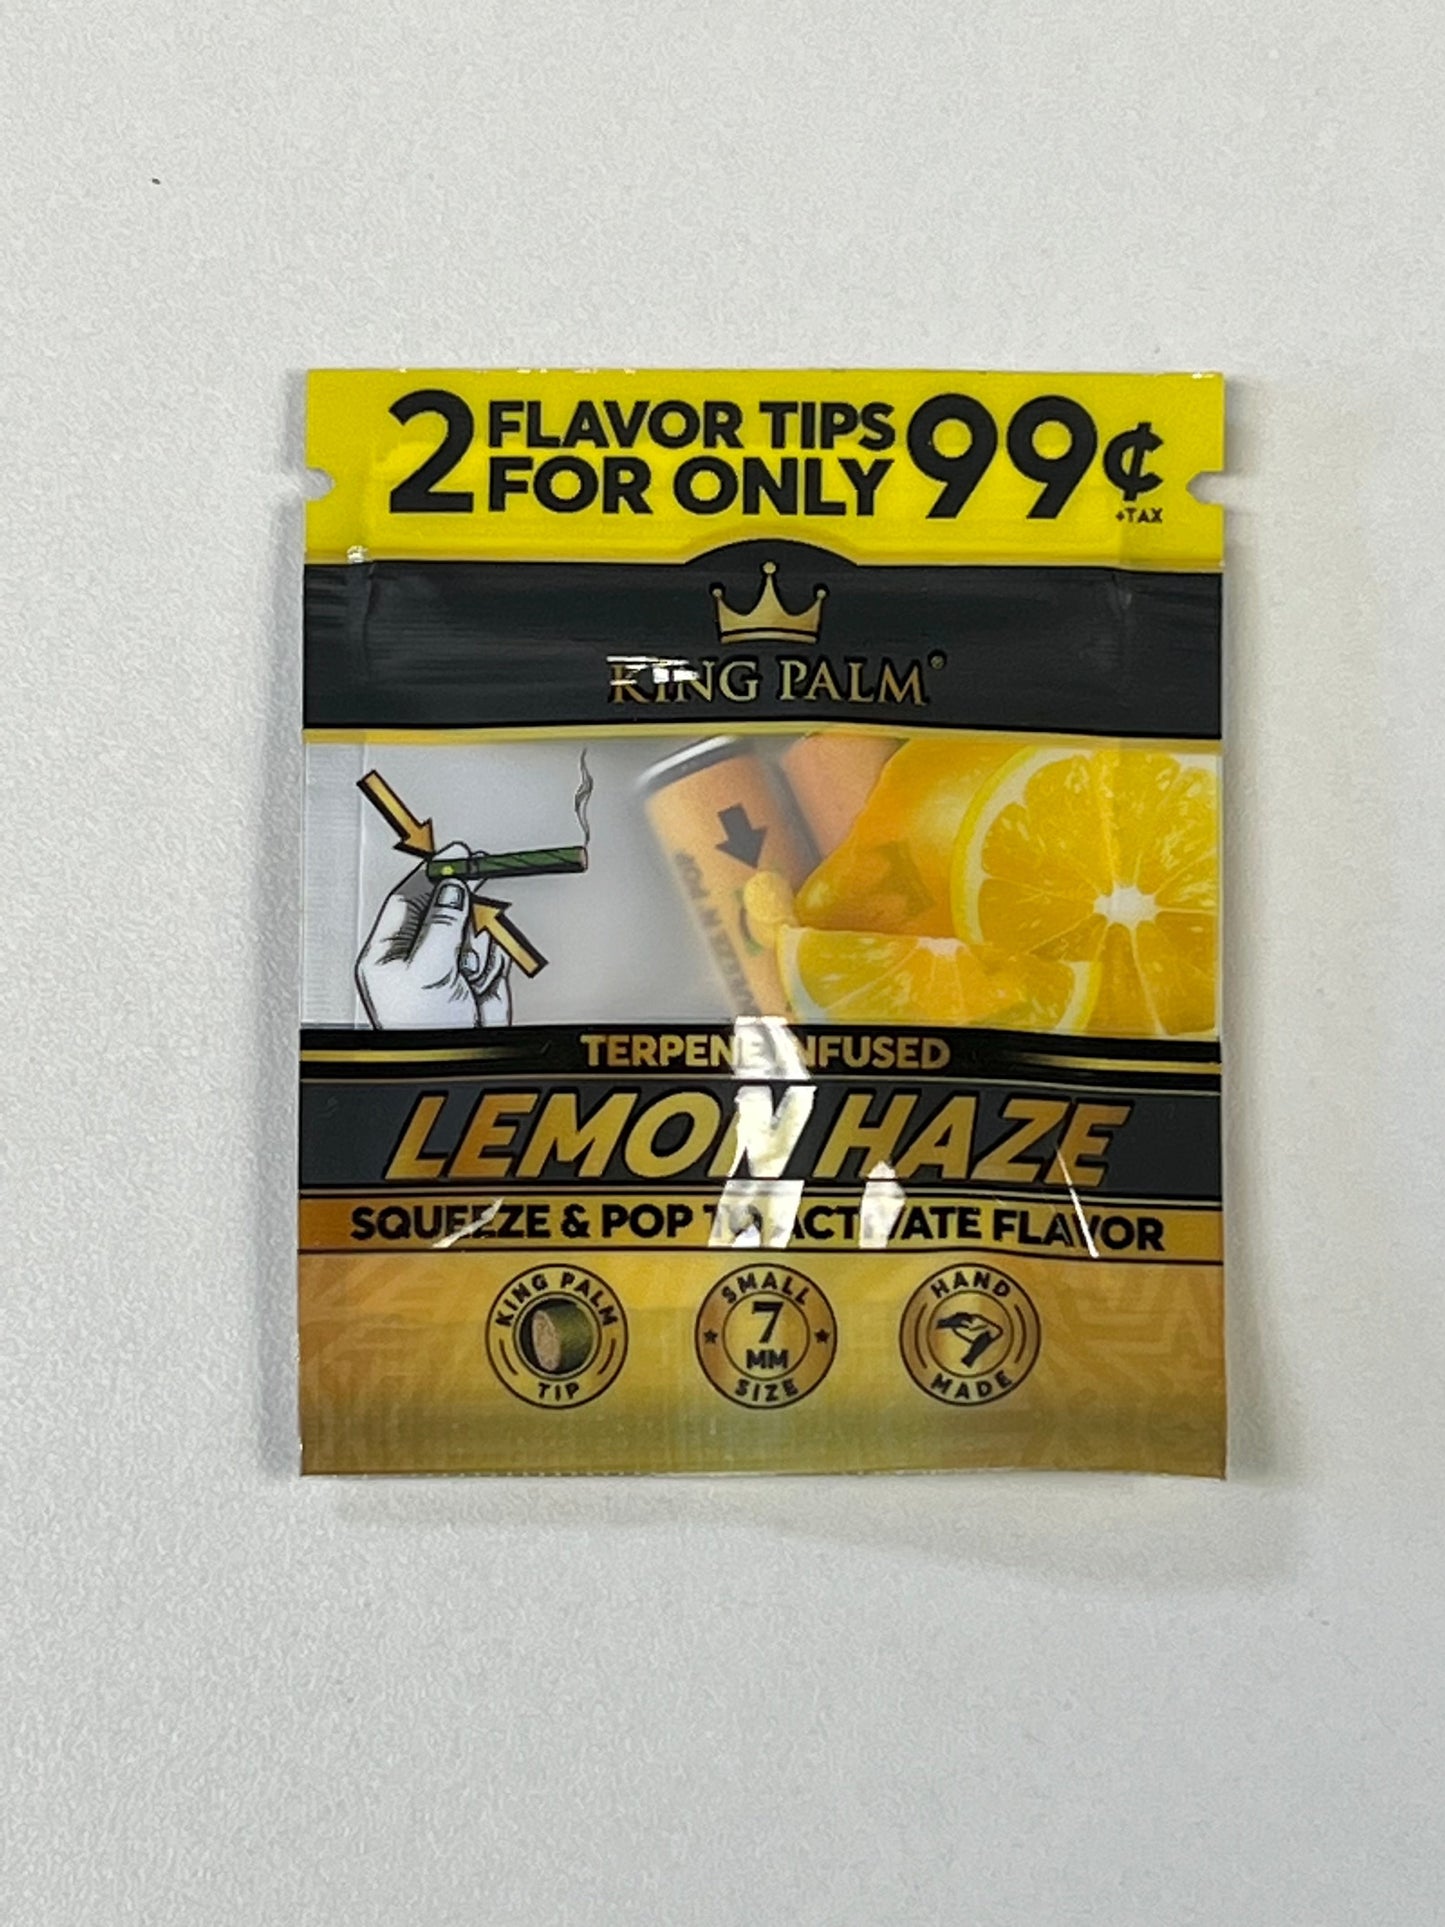 2 FLAVOR TIPS FOR ONLY 99¢
+TAX
KING PALM®
TERPENE INFUSED
LEMON HAZE
SQUEEZE & POP TO ACTIVATE FLAVOR
KING PALM TIP
SMALL 7 MM SIZE
HAND MADE